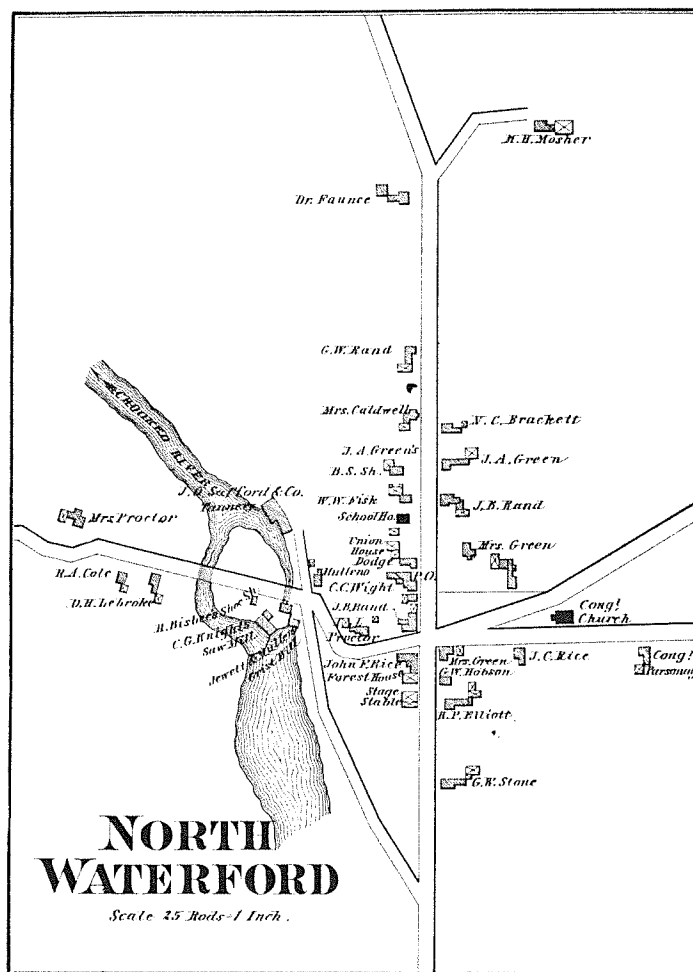 M.H. Mosher
Dr. Faunce
G.W. Rand
CROOKED RIVER
Mrs. Caldwell
N.C. Brackett
J.A. Green's
B.S. Sh.
J.A. Green
J.O. Safford & Co.
Tannery
W.W. Fisk
J.B. Rand
School Ho.
Mrs Proctor
Union
House
Mrs. Green
Dodge
R.A. Cole
P.O.
C.C. Wight
Cong!
Church
Shoe Sh.
J.B. Rand
C.G. Knights
Saw Mill
Proctor
Jewett &
Grist Mill
John F. Rice
Mrs. Green
J.C. Rice
Cong!
Forest House
G.W. Hobson
Parsonag
Stage
Stable
R.P. Elliott
G.W. Stone
NORTH
WATERFORD
Scale 25 Rods=1 Inch.